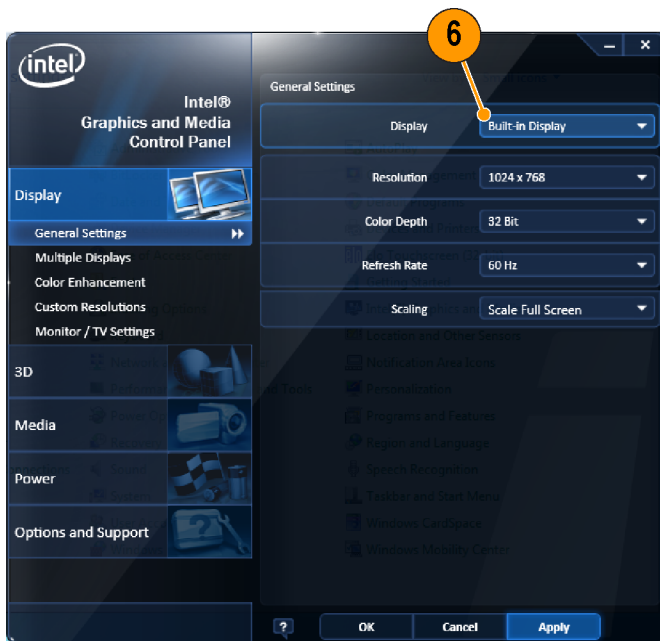 6
intel
Intel®
Graphics and Media
Control Panel
Display
General Settings
Multiple Displays
Color Enhancement
Custom Resolutions
Monitor / TV Settings
3D
Media
Power
Options and Support
General Settings
Display Built-in Display
Resolution 1024 x 768
Color Depth 32 Bit
Refresh Rate 60 Hz
Scaling Scale Full Screen
Location and Other Sensors
Notification Area Icons
Personalization
Programs and Features
Region and Language
Speech Recognition
Taskbar and Start Menu
Windows CardSpace
Windows Mobility Center
Recovery
Sound
System
? OK Cancel Apply